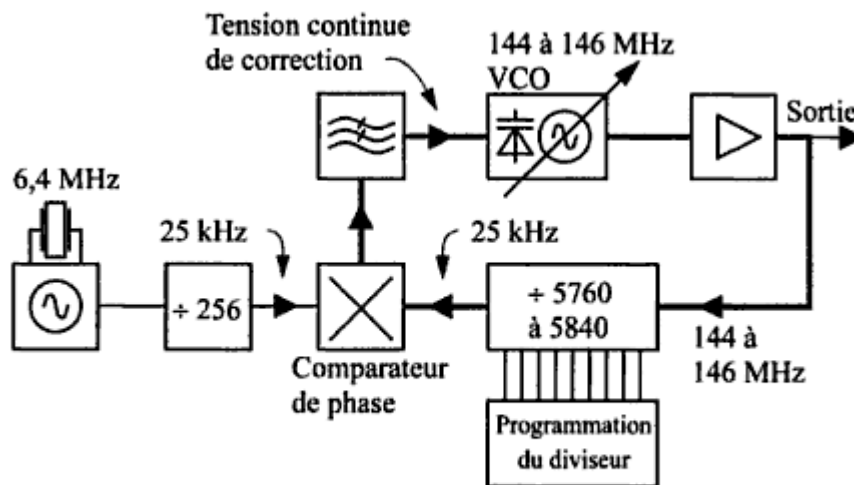 Tension continue
de correction
144 à 146 MHz
VCO
Sortie
6,4 MHz
25 kHz
25 kHz
÷ 256
÷ 5760
à 5840
Comparateur
de phase
144 à
146 MHz
Programmation
du diviseur